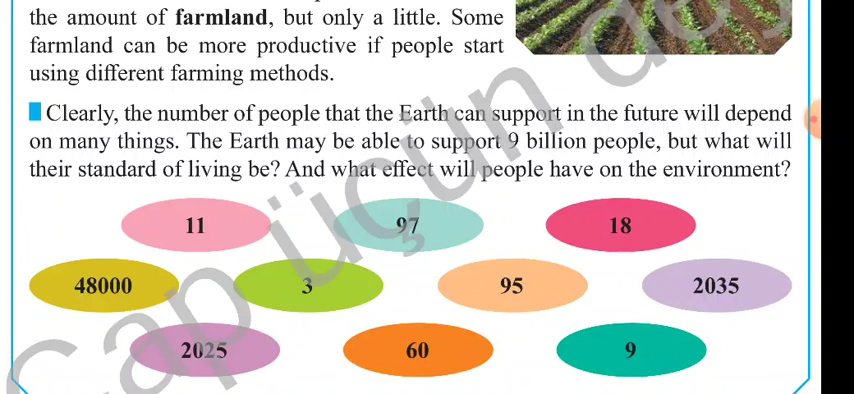 the amount of farmland, but only a little. Some
farmland can be more productive if people start
using different farming methods.
Clearly, the number of people that the Earth can support in the future will depend
on many things. The Earth may be able to support 9 billion people, but what will
their standard of living be? And what effect will people have on the environment?
11 97 18
48000 3 95 2035
2025 60 9
Çap üçün dey